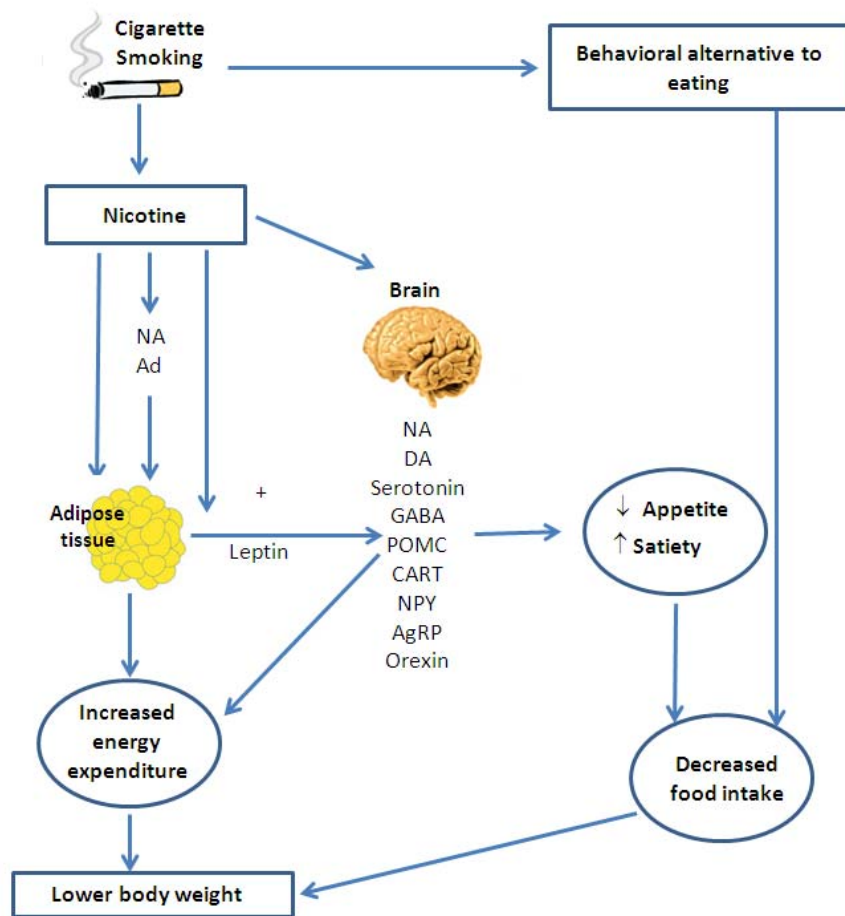 Cigarette
Smoking
Behavioral alternative to
eating
Nicotine
Brain
NA
Ad
NA
DA
Serotonin
GABA
POMC
CART
NPY
AgRP
Orexin
Adipose
tissue
+
Leptin
↓ Appetite
↑ Satiety
Increased
energy
expenditure
Decreased
food intake
Lower body weight